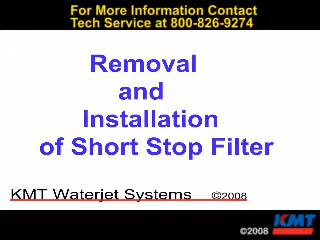 For More Information Contact
Tech Service at 800-826-9274
Removal
and
Installation
of Short Stop Filter
KMT Waterjet Systems ©2008
©2008 KMT